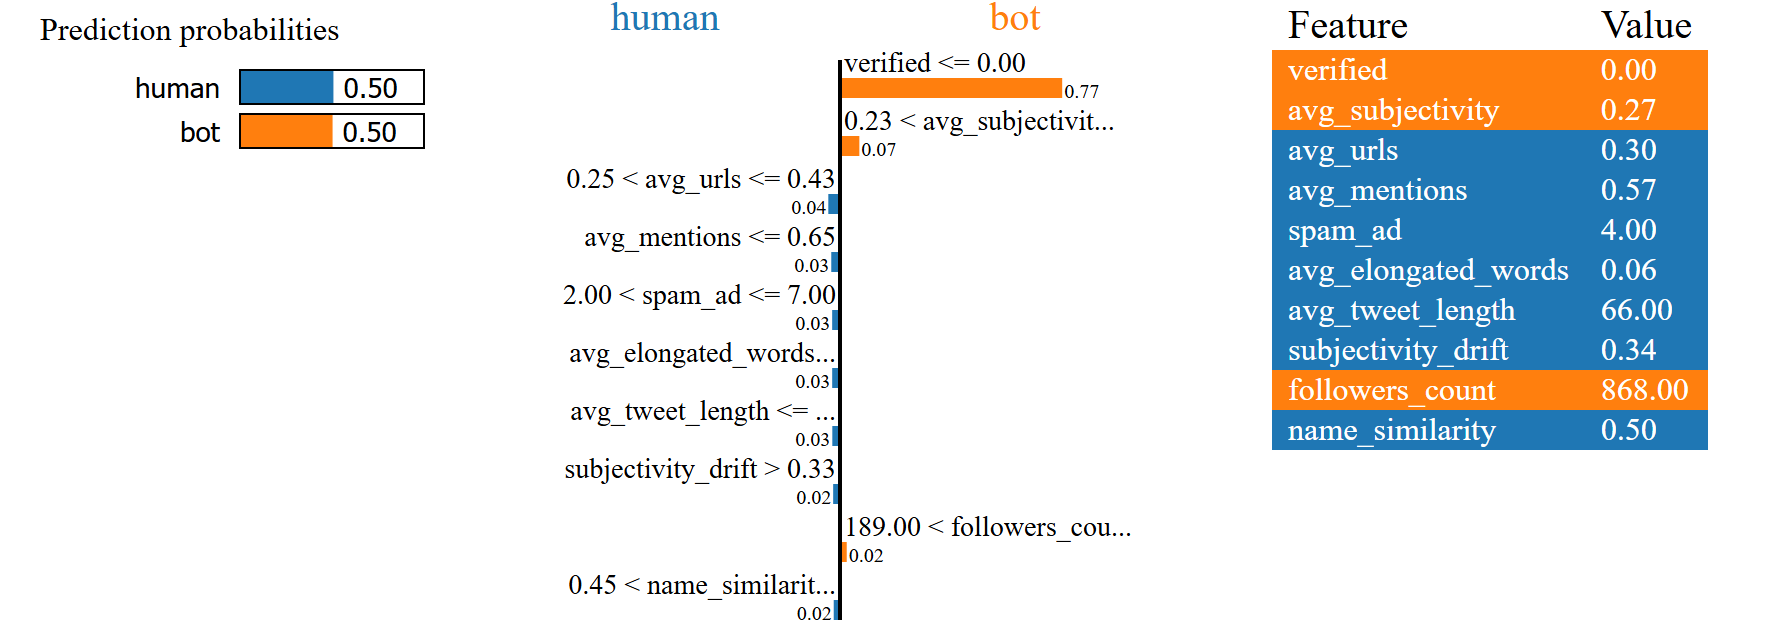 Prediction probabilities
human 0.50
bot 0.50
human bot
verified <= 0.00
0.77
0.23 < avg_subjectivit...
0.07
0.25 < avg_urls <= 0.43
0.04
avg_mentions <= 0.65
0.03
2.00 < spam_ad <= 7.00
0.03
avg_elongated_words...
0.03
avg_tweet_length <= ...
0.03
subjectivity_drift > 0.33
0.02
189.00 < followers_cou...
0.02
0.45 < name_similarit...
0.02
Feature Value
verified 0.00
avg_subjectivity 0.27
avg_urls 0.30
avg_mentions 0.57
spam_ad 4.00
avg_elongated_words 0.06
avg_tweet_length 66.00
subjectivity_drift 0.34
followers_count 868.00
name_similarity 0.50